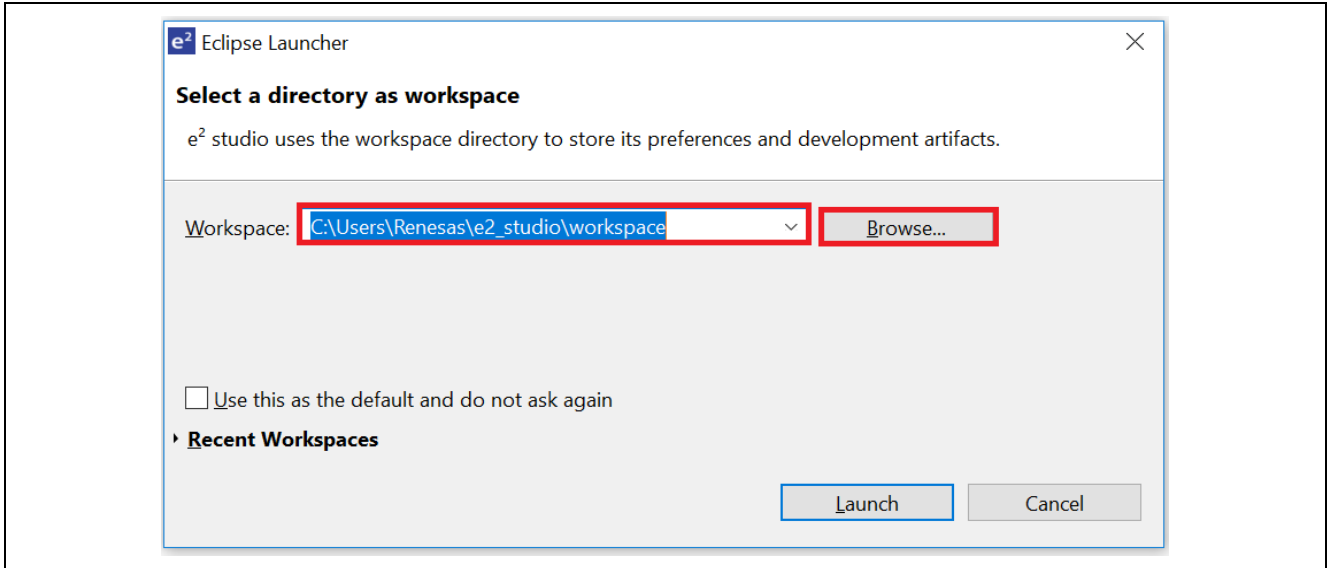 e² Eclipse Launcher
Select a directory as workspace
e² studio uses the workspace directory to store its preferences and development artifacts.
Workspace: C:\Users\Renesas\e2_studio\workspace Browse...
Use this as the default and do not ask again
Recent Workspaces
Launch Cancel